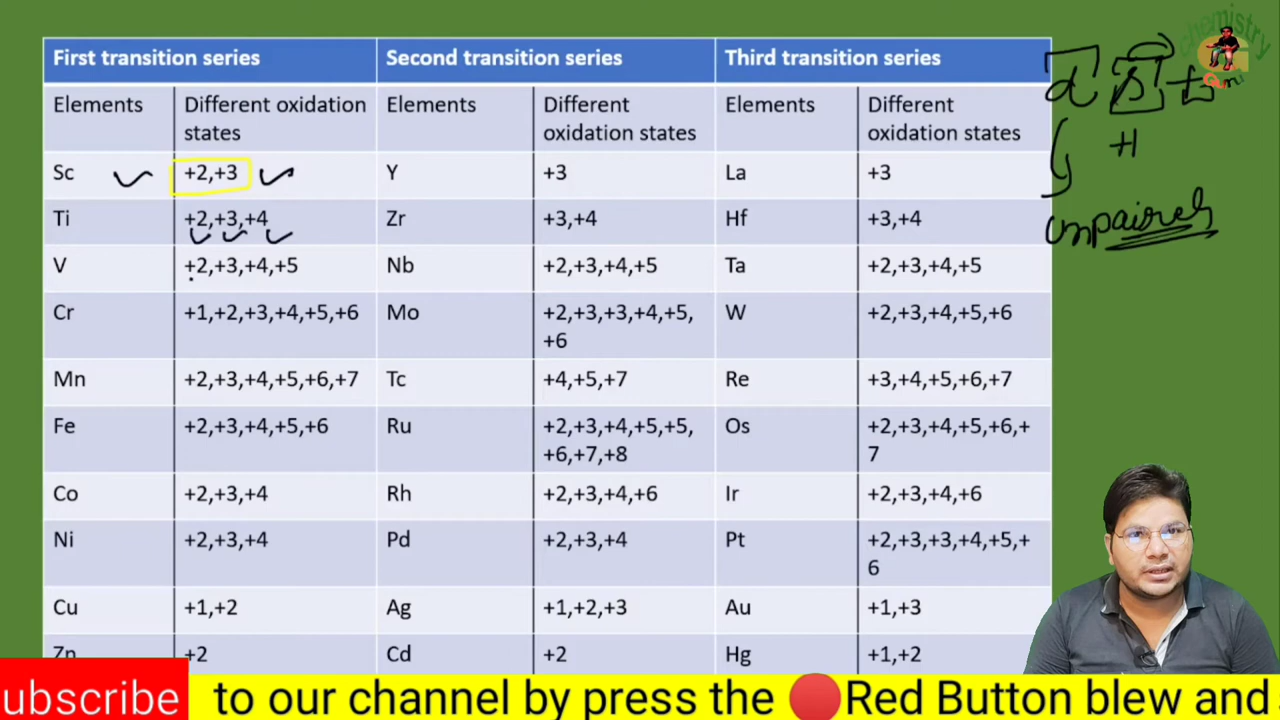 First transition series Second transition series Third transition series
Elements Different oxidation states Elements Different oxidation states Elements Different oxidation states
Sc +2,+3 Y +3 La +3
Ti +2,+3,+4 Zr +3,+4 Hf +3,+4
V +2,+3,+4,+5 Nb +2,+3,+4,+5 Ta +2,+3,+4,+5
Cr +1,+2,+3,+4,+5,+6 Mo +2,+3,+3,+4,+5,+6 W +2,+3,+4,+5,+6
Mn +2,+3,+4,+5,+6,+7 Tc +4,+5,+7 Re +3,+4,+5,+6,+7
Fe +2,+3,+4,+5,+6 Ru +2,+3,+4,+5,+5,+6,+7,+8 Os +2,+3,+4,+5,+6,+7
Co +2,+3,+4 Rh +2,+3,+4,+6 Ir +2,+3,+4,+6
Ni +2,+3,+4 Pd +2,+3,+4 Pt +2,+3,+3,+4,+5,+6
Cu +1,+2 Ag +1,+2,+3 Au +1,+3
Zn +2 Cd +2 Hg +1,+2
chemistry
unpaired
ubscribe to our channel by press the Red Button blew and